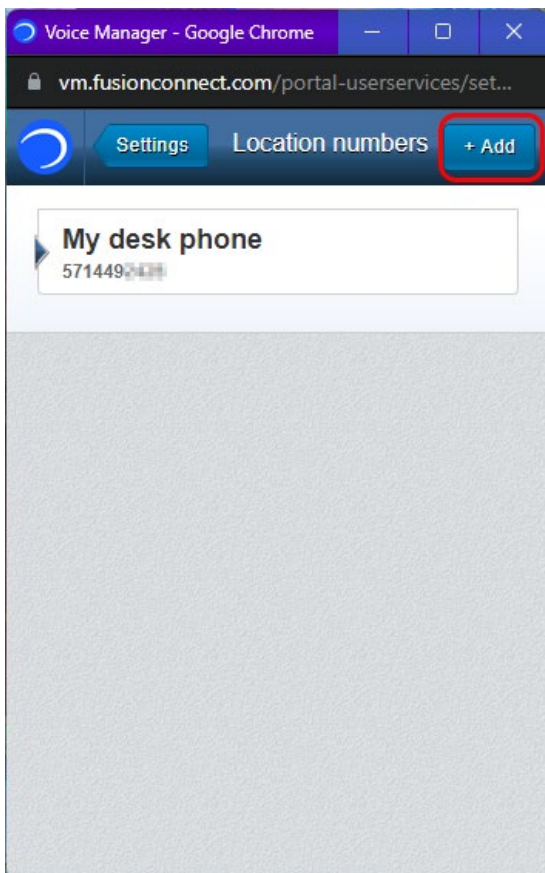 Voice Manager - Google Chrome
vm.fusionconnect.com/portal-userservices/set...
Settings
Location numbers
+ Add
My desk phone
571449